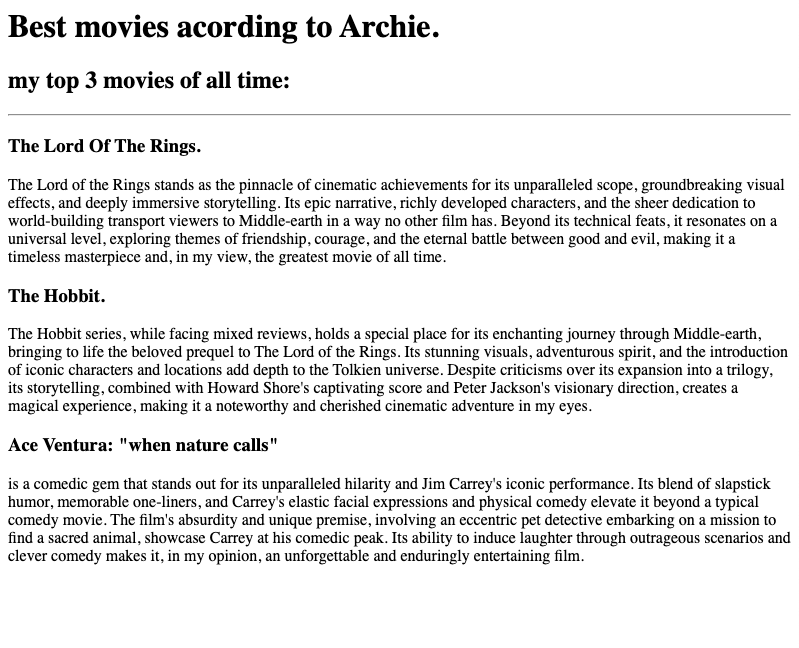 Best movies acording to Archie.
my top 3 movies of all time:
The Lord Of The Rings.
The Lord of the Rings stands as the pinnacle of cinematic achievements for its unparalleled scope, groundbreaking visual
effects, and deeply immersive storytelling. Its epic narrative, richly developed characters, and the sheer dedication to
world-building transport viewers to Middle-earth in a way no other film has. Beyond its technical feats, it resonates on a
universal level, exploring themes of friendship, courage, and the eternal battle between good and evil, making it a
timeless masterpiece and, in my view, the greatest movie of all time.
The Hobbit.
The Hobbit series, while facing mixed reviews, holds a special place for its enchanting journey through Middle-earth,
bringing to life the beloved prequel to The Lord of the Rings. Its stunning visuals, adventurous spirit, and the introduction
of iconic characters and locations add depth to the Tolkien universe. Despite criticisms over its expansion into a trilogy,
its storytelling, combined with Howard Shore's captivating score and Peter Jackson's visionary direction, creates a
magical experience, making it a noteworthy and cherished cinematic adventure in my eyes.
Ace Ventura: "when nature calls"
is a comedic gem that stands out for its unparalleled hilarity and Jim Carrey's iconic performance. Its blend of slapstick
humor, memorable one-liners, and Carrey's elastic facial expressions and physical comedy elevate it beyond a typical
comedy movie. The film's absurdity and unique premise, involving an eccentric pet detective embarking on a mission to
find a sacred animal, showcase Carrey at his comedic peak. Its ability to induce laughter through outrageous scenarios and
clever comedy makes it, in my opinion, an unforgettable and enduringly entertaining film.